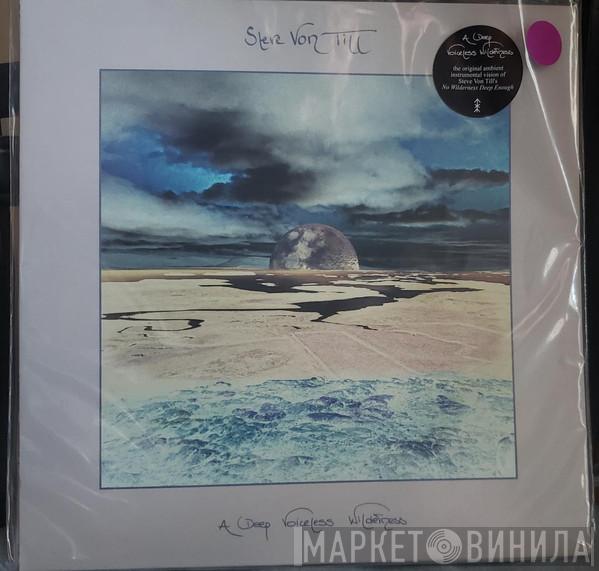 Steve Von Till
A Deep
Voiceless Wilderness
the original ambient
instrumental vision of
Steve Von Till's
No Wilderness Deep Enough
A Deep Voiceless Wilderness
МАРКЕТ ВИНИЛА